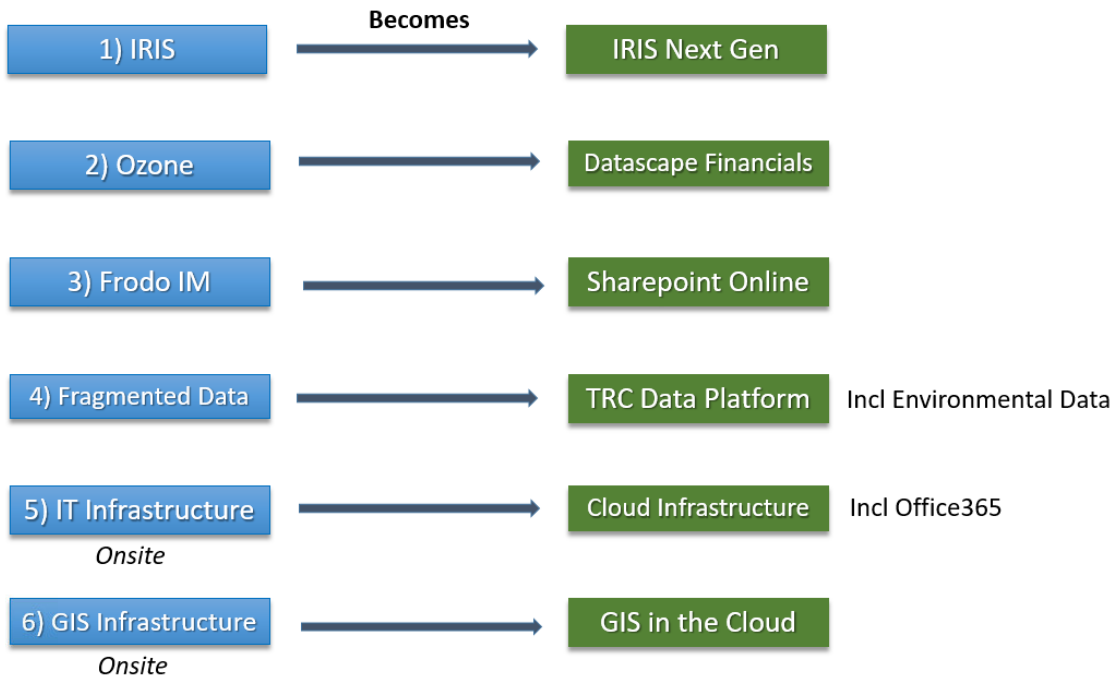 Becomes
1) IRIS
IRIS Next Gen
2) Ozone
Datascape Financials
3) Frodo IM
Sharepoint Online
4) Fragmented Data
TRC Data Platform
Incl Environmental Data
5) IT Infrastructure
Cloud Infrastructure
Incl Office365
Onsite
6) GIS Infrastructure
GIS in the Cloud
Onsite